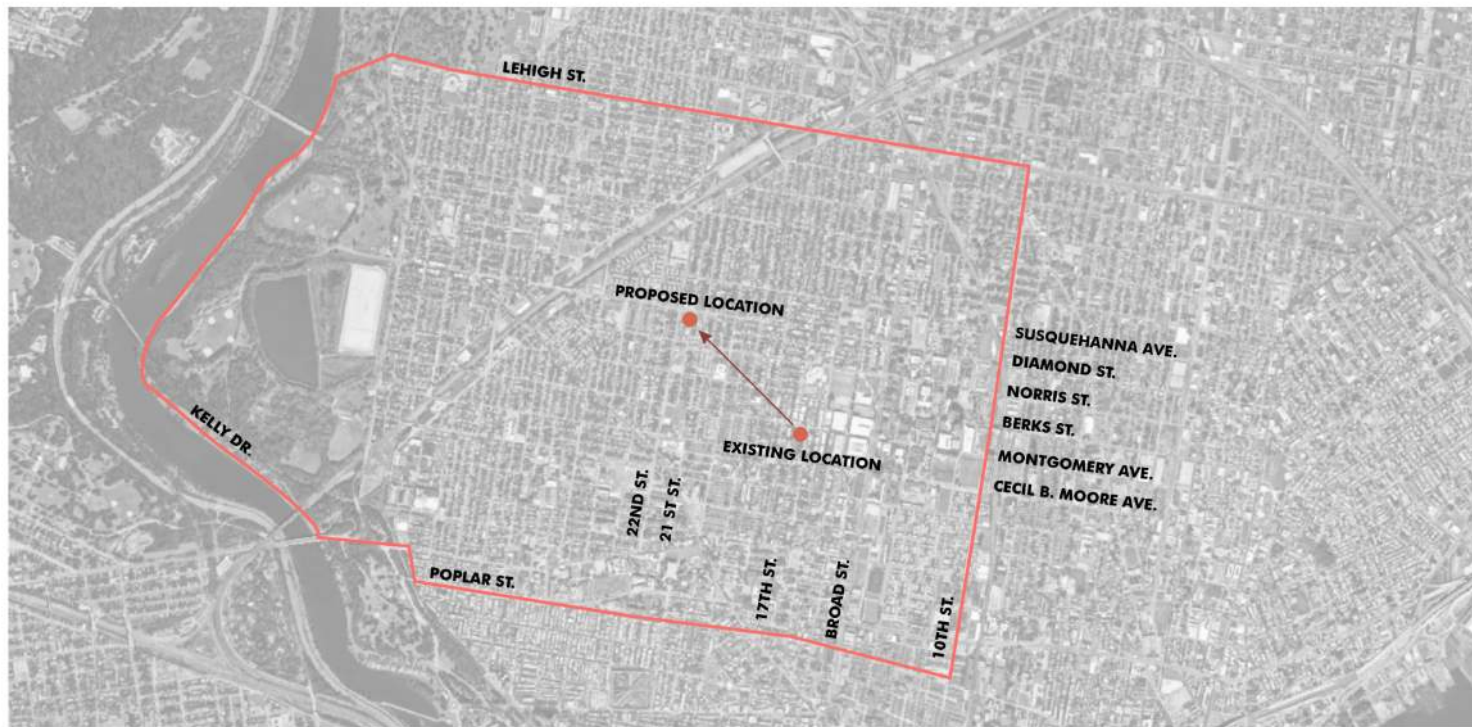 LEHIGH ST.
PROPOSED LOCATION
SUSQUEHANNA AVE.
DIAMOND ST.
NORRIS ST.
BERKS ST.
KELLY DR.
EXISTING LOCATION
MONTGOMERY AVE.
CECIL B. MOORE AVE.
22ND ST.
21 ST ST.
POPLAR ST.
17TH ST.
BROAD ST.
10TH ST.